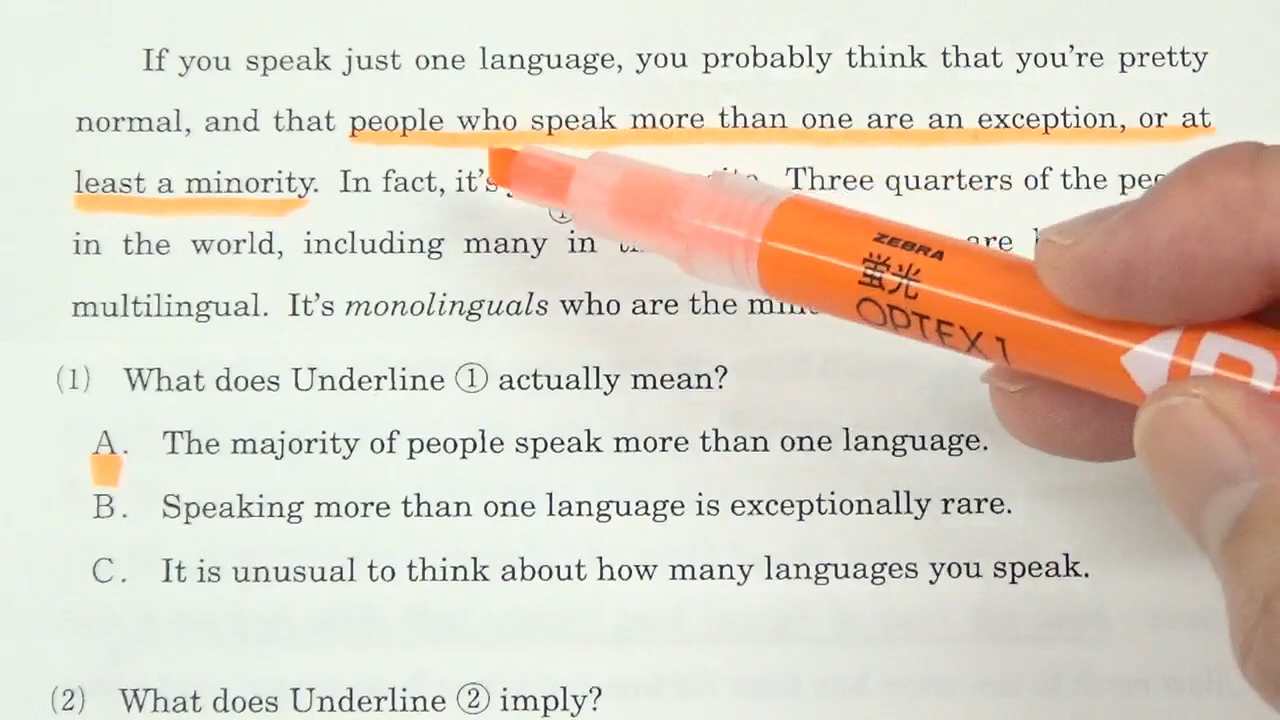 If you speak just one language, you probably think that you're pretty
normal, and that people who speak more than one are an exception, or at
least a minority. In fact, it's Three quarters of the
in the world, including many in are
multilingual. It's monolinguals who are the
(1) What does Underline ① actually mean?
A. The majority of people speak more than one language.
B. Speaking more than one language is exceptionally rare.
C. It is unusual to think about how many languages you speak.
(2) What does Underline ② imply?
ZEBRA
蛍光
OPTEX 1